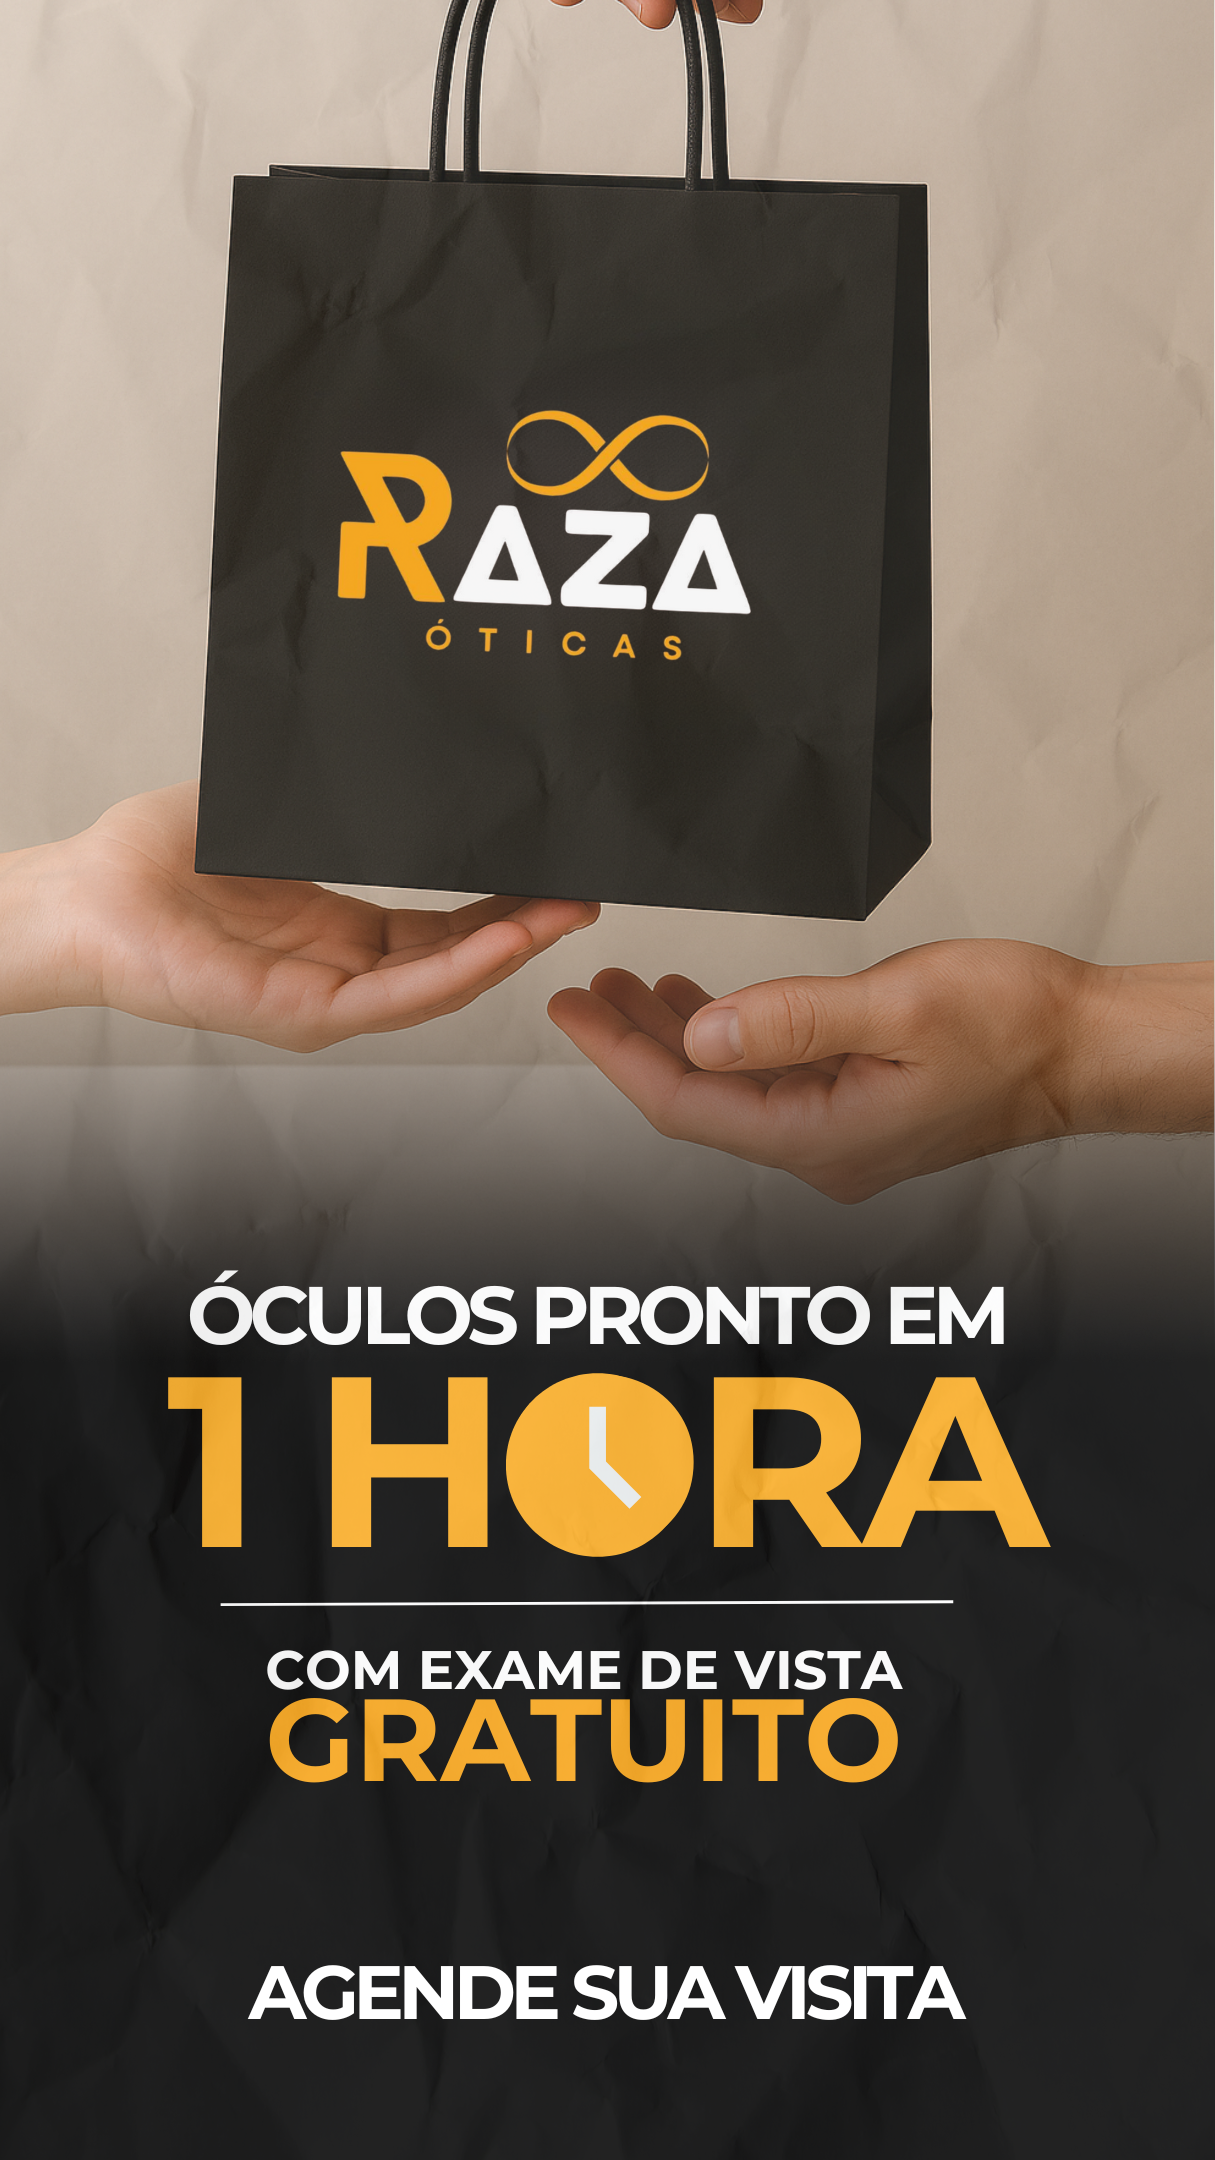 RAZA
ÓTICAS
ÓCULOS PRONTO EM
1 HORA
COM EXAME DE VISTA
GRATUITO
AGENDE SUA VISITA